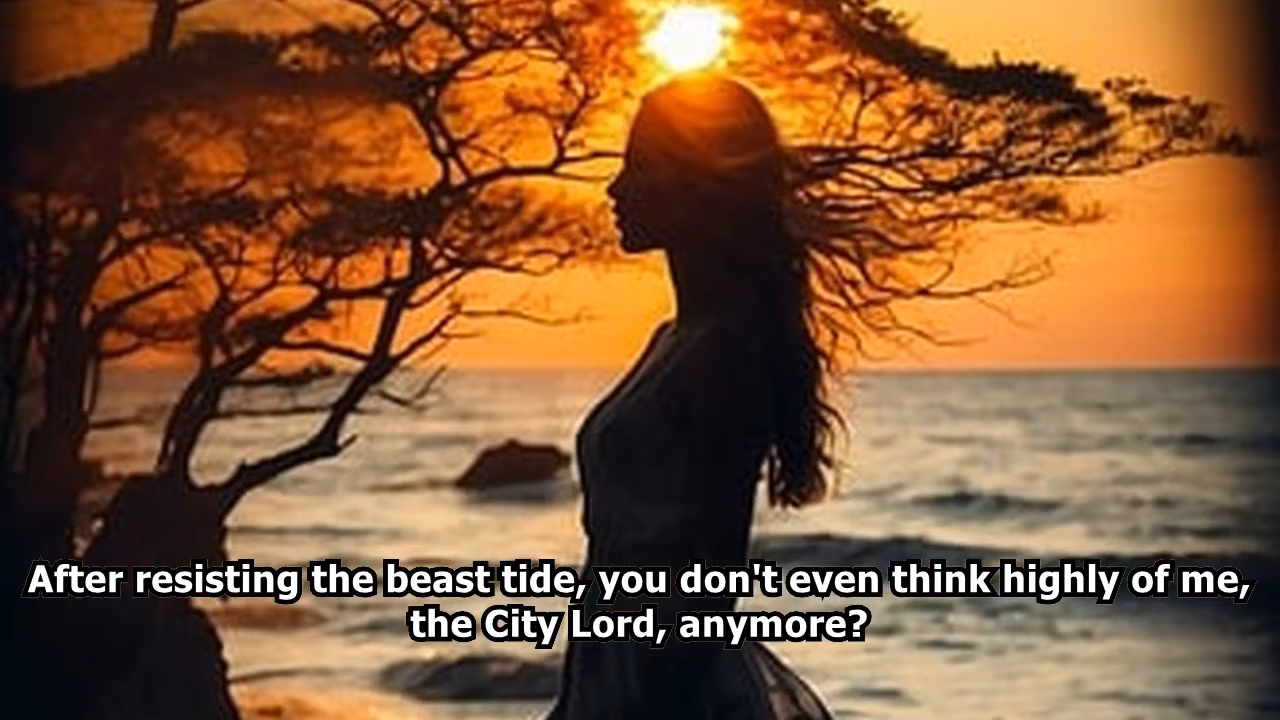 After resisting the beast tide, you don't even think highly of me,
the City Lord, anymore?